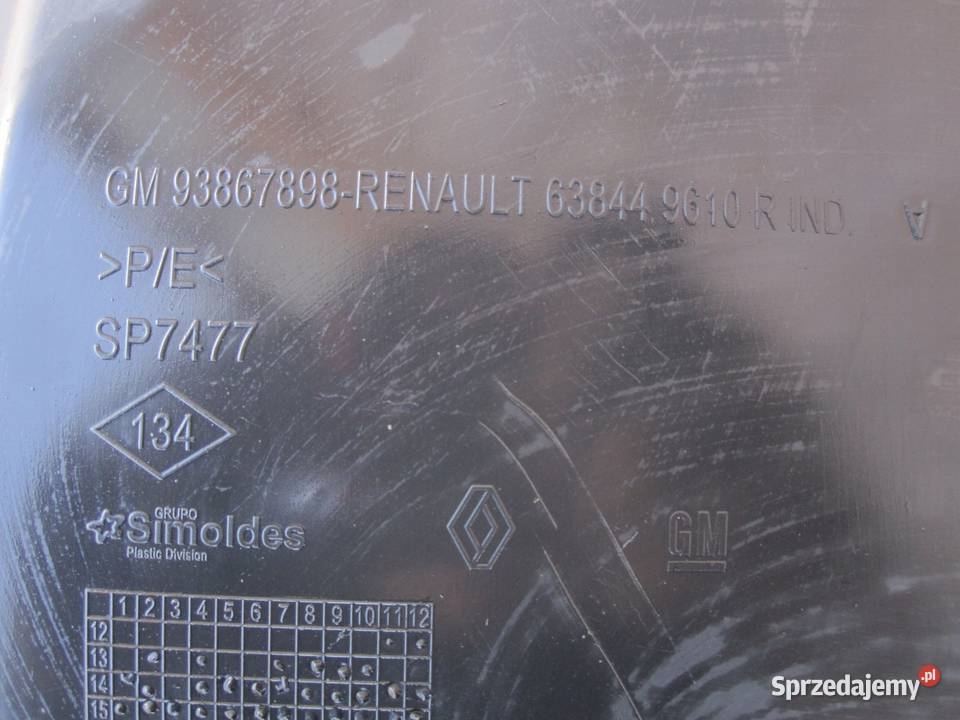 GM 93867898-RENAULT 63844 9610 R IND. A
>P/E<
SP7477
134
GRUPO
Simoldes
Plastic Division
GM
1 2 3 4 5 6 7 8 9 10 11 12
12
13
14
15
Sprzedajemy.pl